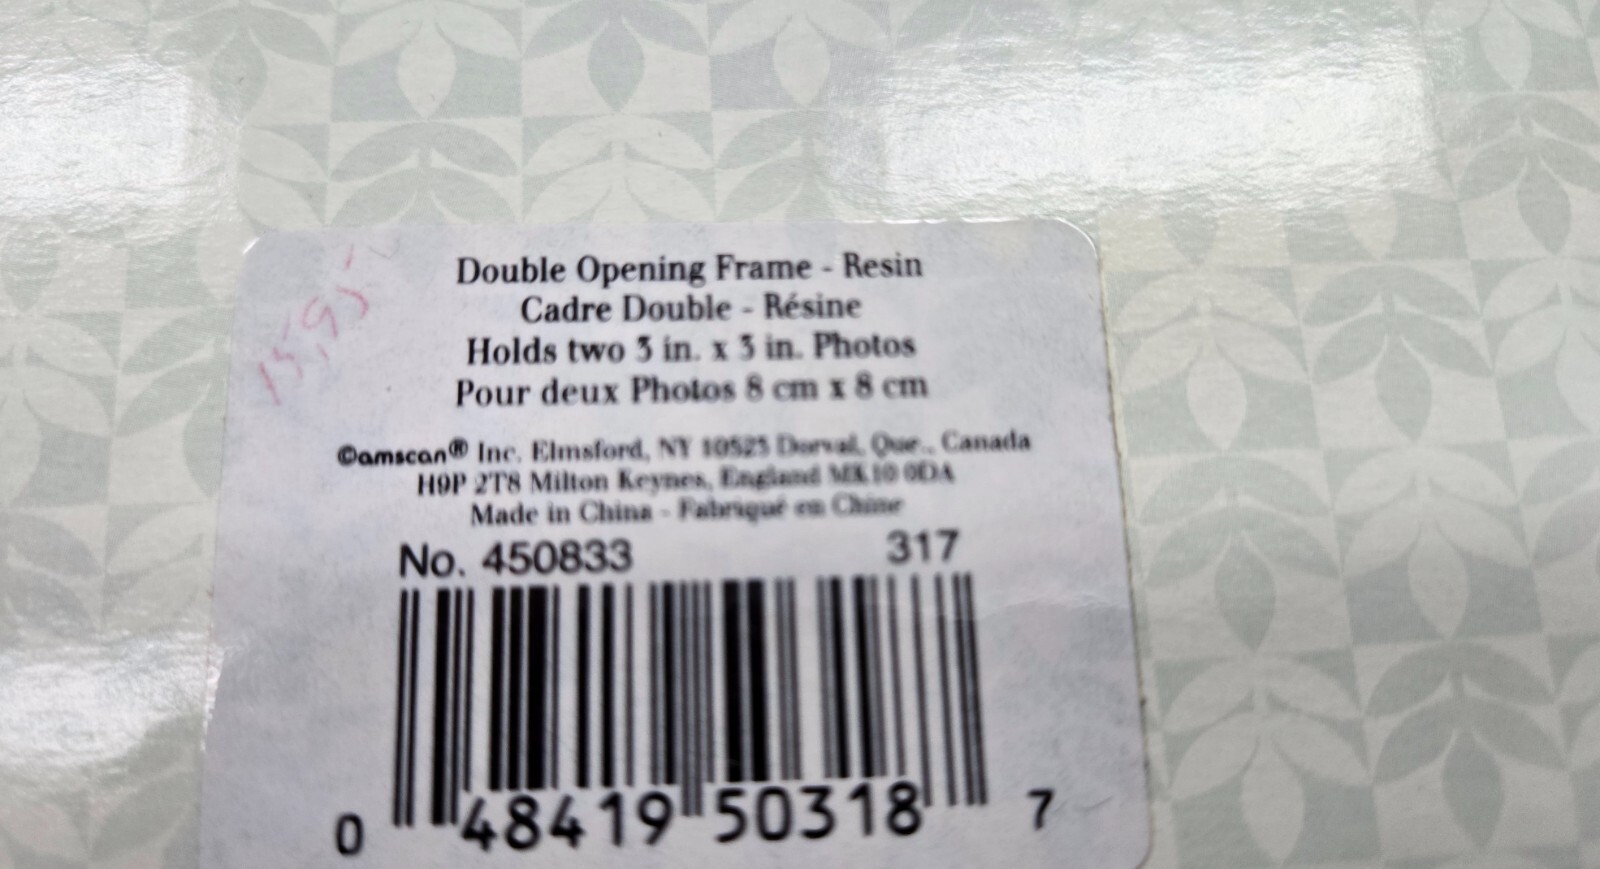 15,95
Double Opening Frame - Resin
Cadre Double - Résine
Holds two 3 in. x 3 in. Photos
Pour deux Photos 8 cm x 8 cm
©amscan® Inc. Elmsford, NY 10523 Dorval, Que., Canada
H9P 2T8 Milton Keynes, England MK10 0DA
Made in China - Fabriqué en Chine
No. 450833 317
0 48419 50318 7